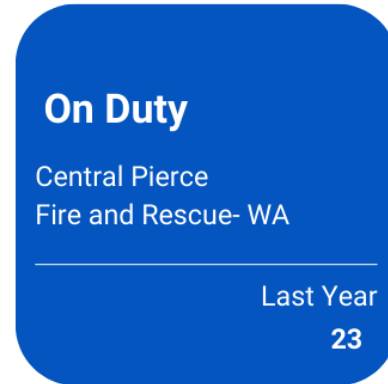 On Duty
Central Pierce
Fire and Rescue- WA
Last Year
23